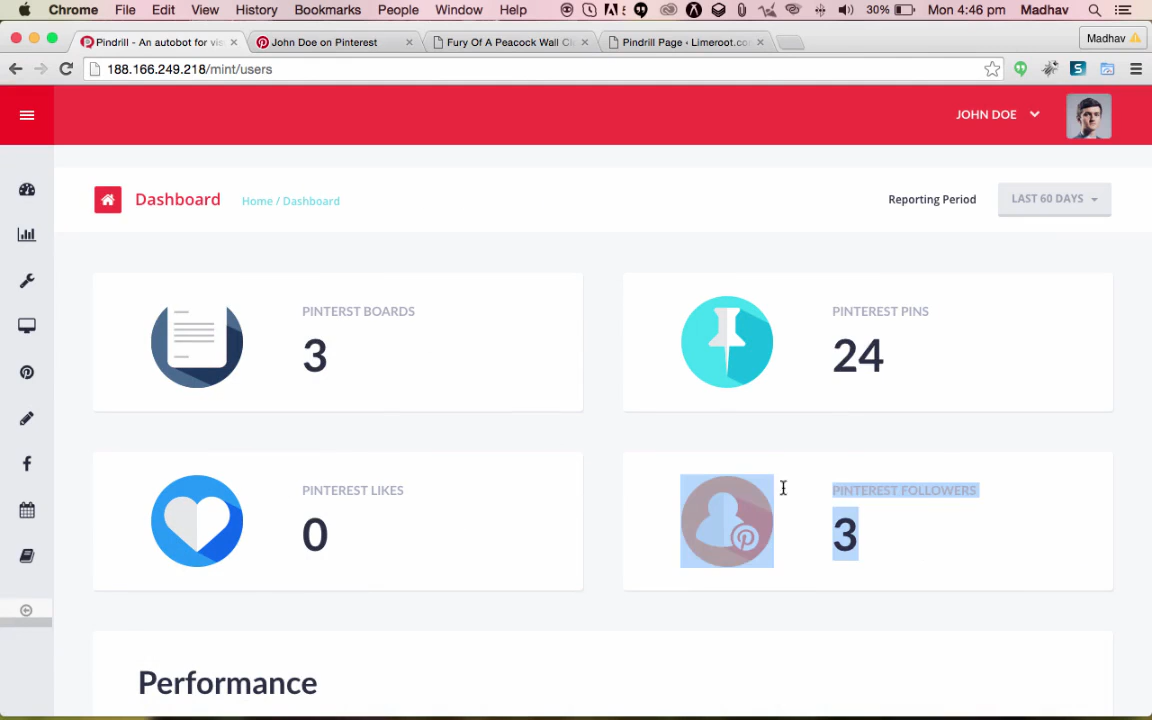 Chrome File Edit View History Bookmarks People Window Help 30% Mon 4:46 pm Madhav
Pindrill - An autobot for vis
John Doe on Pinterest
Fury Of A Peacock Wall Cl
Pindrill Page ‹ Limeroot.co
Madhav
188.166.249.218/mint/users
JOHN DOE
Dashboard
Home / Dashboard
Reporting Period
LAST 60 DAYS
PINTERST BOARDS
3
PINTEREST PINS
24
PINTEREST LIKES
0
PINTEREST FOLLOWERS
3
Performance